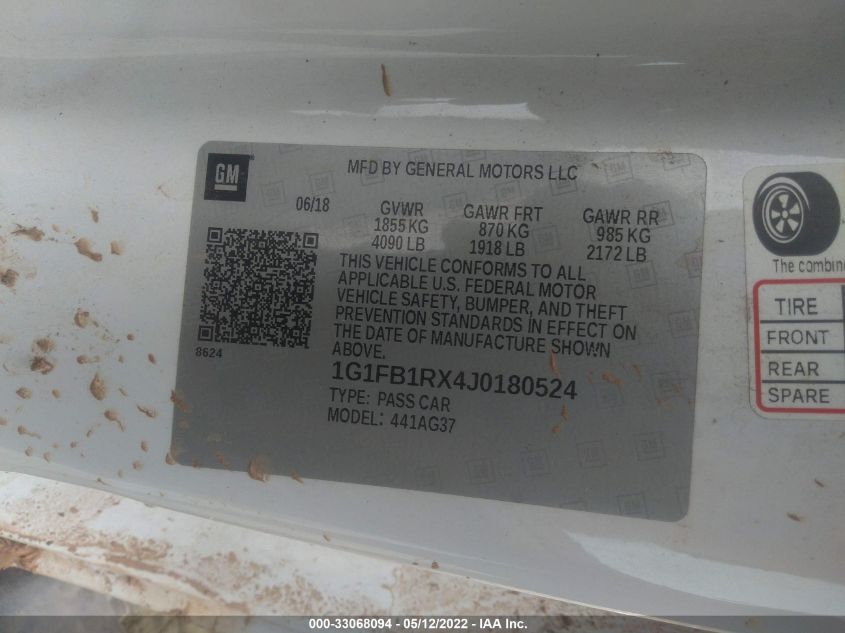 GM
MFD BY GENERAL MOTORS LLC
06/18 GVWR GAWR FRT GAWR RR
1855 KG 870 KG 985 KG
4090 LB 1918 LB 2172 LB
THIS VEHICLE CONFORMS TO ALL
APPLICABLE U.S. FEDERAL MOTOR
VEHICLE SAFETY, BUMPER, AND THEFT
PREVENTION STANDARDS IN EFFECT ON
THE DATE OF MANUFACTURE SHOWN
ABOVE.
8624
1G1FB1RX4J0180524
TYPE: PASS CAR
MODEL: 441AG37
The combin
TIRE
FRONT
REAR
SPARE
000-33068094 - 05/12/2022 - IAA Inc.